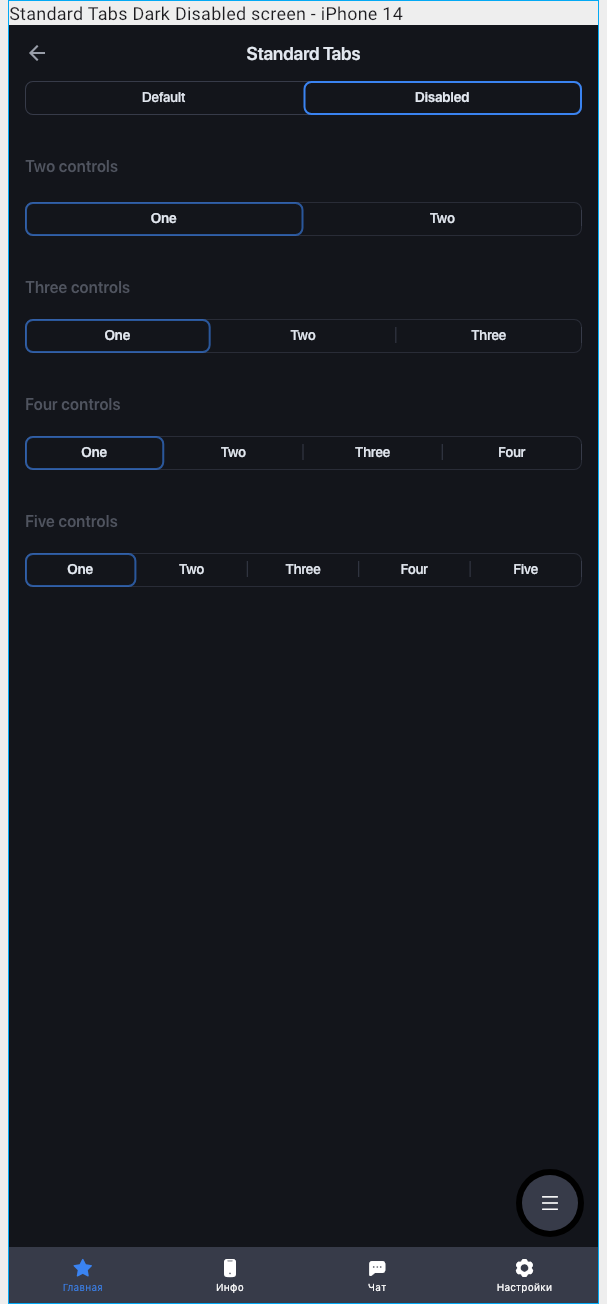 Standard Tabs Dark Disabled screen - iPhone 14
Standard Tabs
Default Disabled
Two controls
One Two
Three controls
One Two Three
Four controls
One Two Three Four
Five controls
One Two Three Four Five
Главная Инфо Чат Настройки